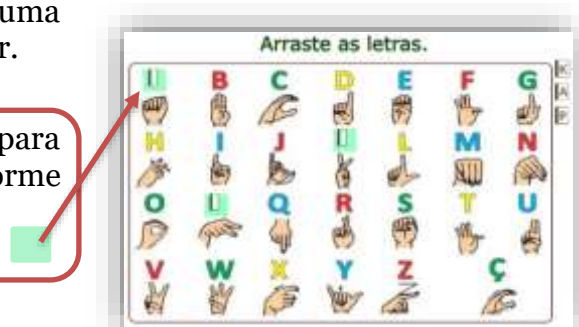 uma
r.
para
orme
Arraste as letras.
B C D E F G
K
A
P
H I J L M N
O Q R S T U
V W X Y Z Ç